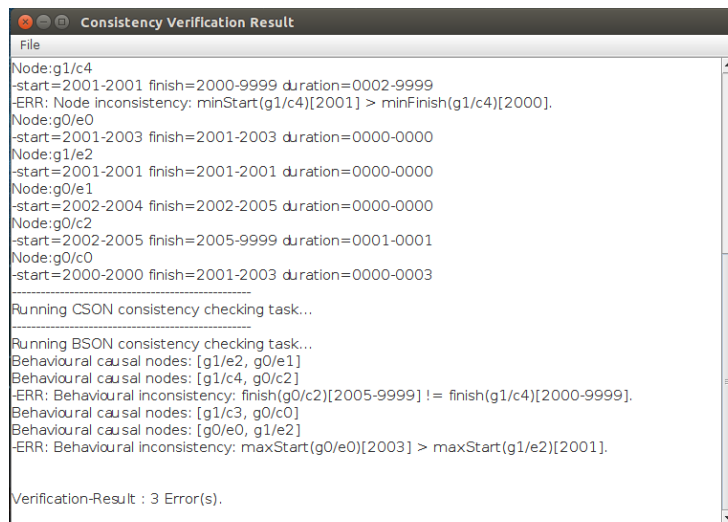 Consistency Verification Result
File
Node:g1/c4
-start=2001-2001 finish=2000-9999 duration=0002-9999
-ERR: Node inconsistency: minStart(g1/c4)[2001] > minFinish(g1/c4)[2000].
Node:g0/e0
-start=2001-2003 finish=2001-2003 duration=0000-0000
Node:g1/e2
-start=2001-2001 finish=2001-2001 duration=0000-0000
Node:g0/e1
-start=2002-2004 finish=2002-2005 duration=0000-0000
Node:g0/c2
-start=2002-2005 finish=2005-9999 duration=0001-0001
Node:g0/c0
-start=2000-2000 finish=2001-2003 duration=0000-0003
--------------------------------------------------
Running CSON consistency checking task...
--------------------------------------------------
Running BSON consistency checking task...
Behavioural causal nodes: [g1/e2, g0/e1]
Behavioural causal nodes: [g1/c4, g0/c2]
-ERR: Behavioural inconsistency: finish(g0/c2)[2005-9999] != finish(g1/c4)[2000-9999].
Behavioural causal nodes: [g1/c3, g0/c0]
Behavioural causal nodes: [g0/e0, g1/e2]
-ERR: Behavioural inconsistency: maxStart(g0/e0)[2003] > maxStart(g1/e2)[2001].
Verification-Result : 3 Error(s).